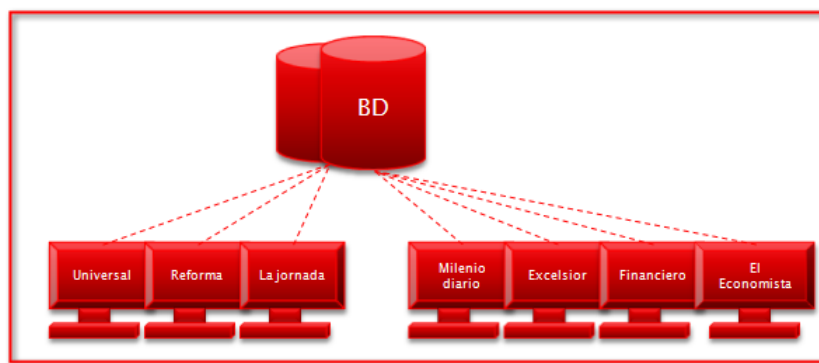 BD
Universal
Reforma
La jornada
Milenio
diario
Excelsior
Financiero
El
Economista